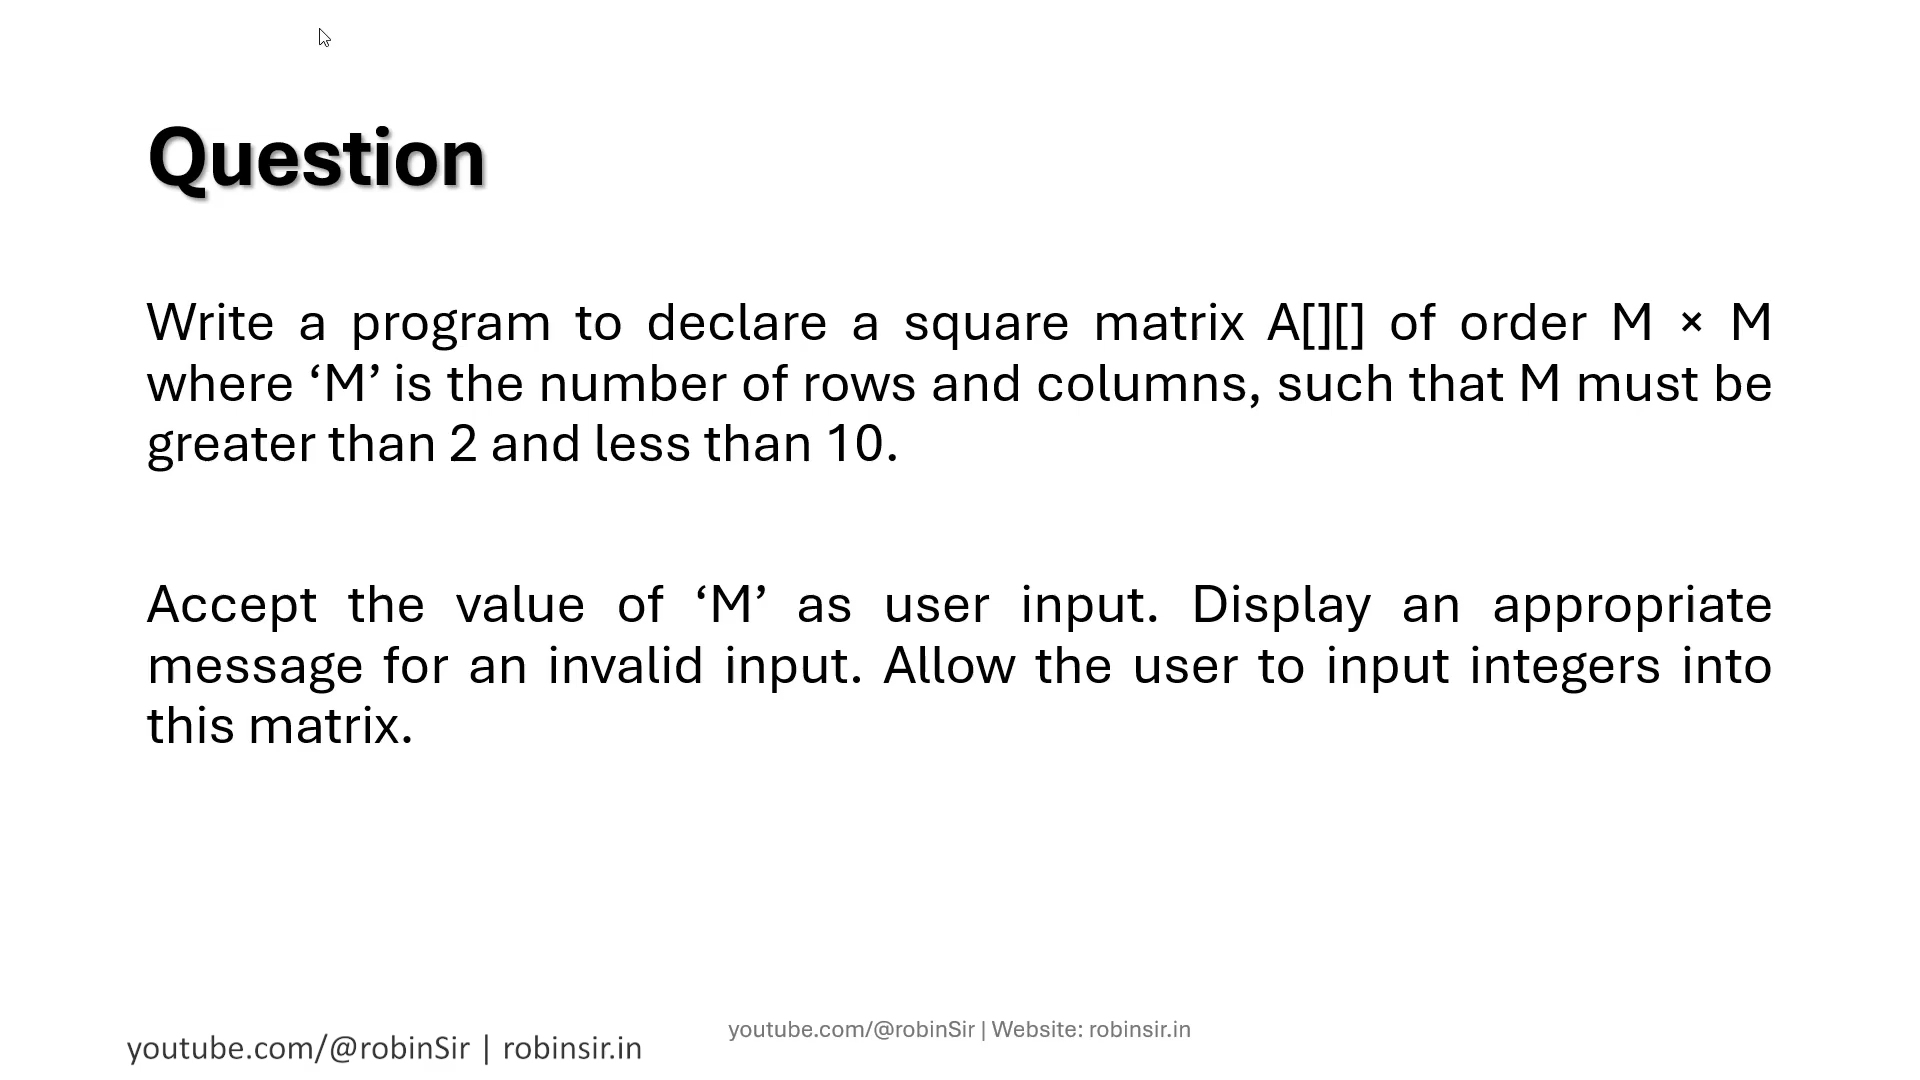 Question
Write a program to declare a square matrix A[][] of order M × M
where ‘M’ is the number of rows and columns, such that M must be
greater than 2 and less than 10.
Accept the value of ‘M’ as user input. Display an appropriate
message for an invalid input. Allow the user to input integers into
this matrix.
youtube.com/@robinSir | Website: robinsir.in
youtube.com/@robinSir | robinsir.in